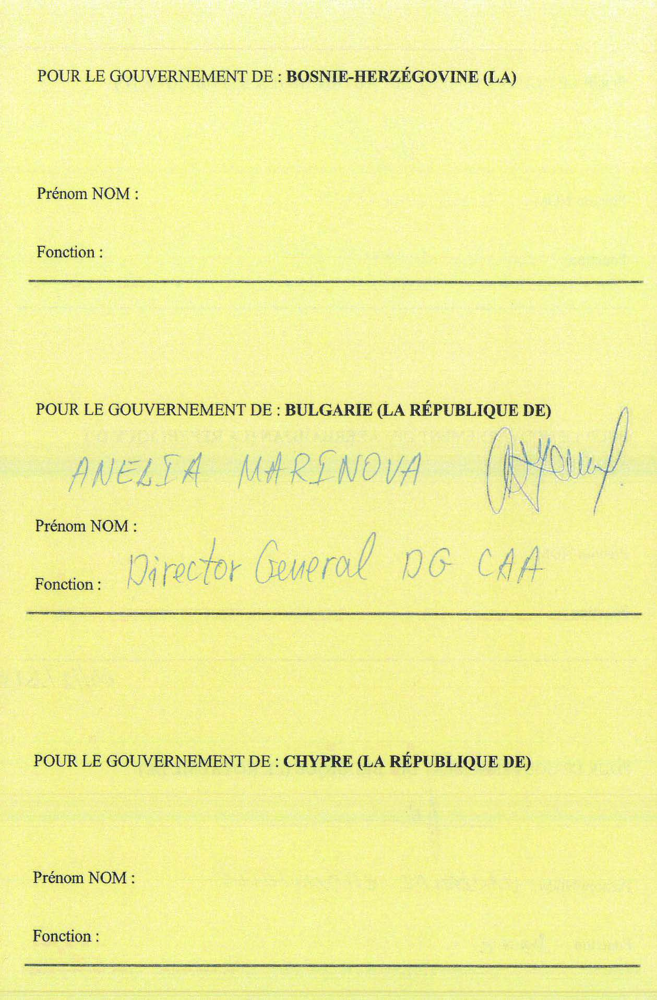 POUR LE GOUVERNEMENT DE : BOSNIE-HERZÉGOVINE (LA)
Prénom NOM :
Fonction :
POUR LE GOUVERNEMENT DE : BULGARIE (LA RÉPUBLIQUE DE)
ANELIA MARINOVA
Prénom NOM :
Fonction : Director General DG CAA
POUR LE GOUVERNEMENT DE : CHYPRE (LA RÉPUBLIQUE DE)
Prénom NOM :
Fonction :